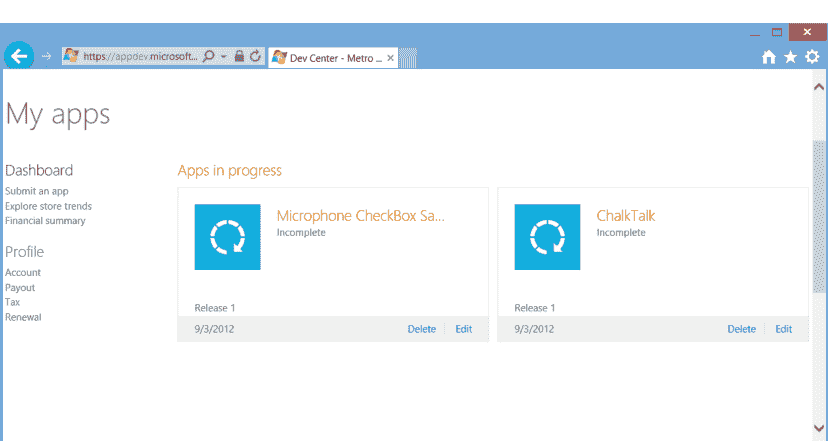 https://appdev.microsoft...
Dev Center - Metro ...
My apps
Dashboard
Submit an app
Explore store trends
Financial summary
Profile
Account
Payout
Tax
Renewal
Apps in progress
Microphone CheckBox Sa...
Incomplete
Release 1
9/3/2012
Delete
Edit
ChalkTalk
Incomplete
Release 1
9/3/2012
Delete
Edit